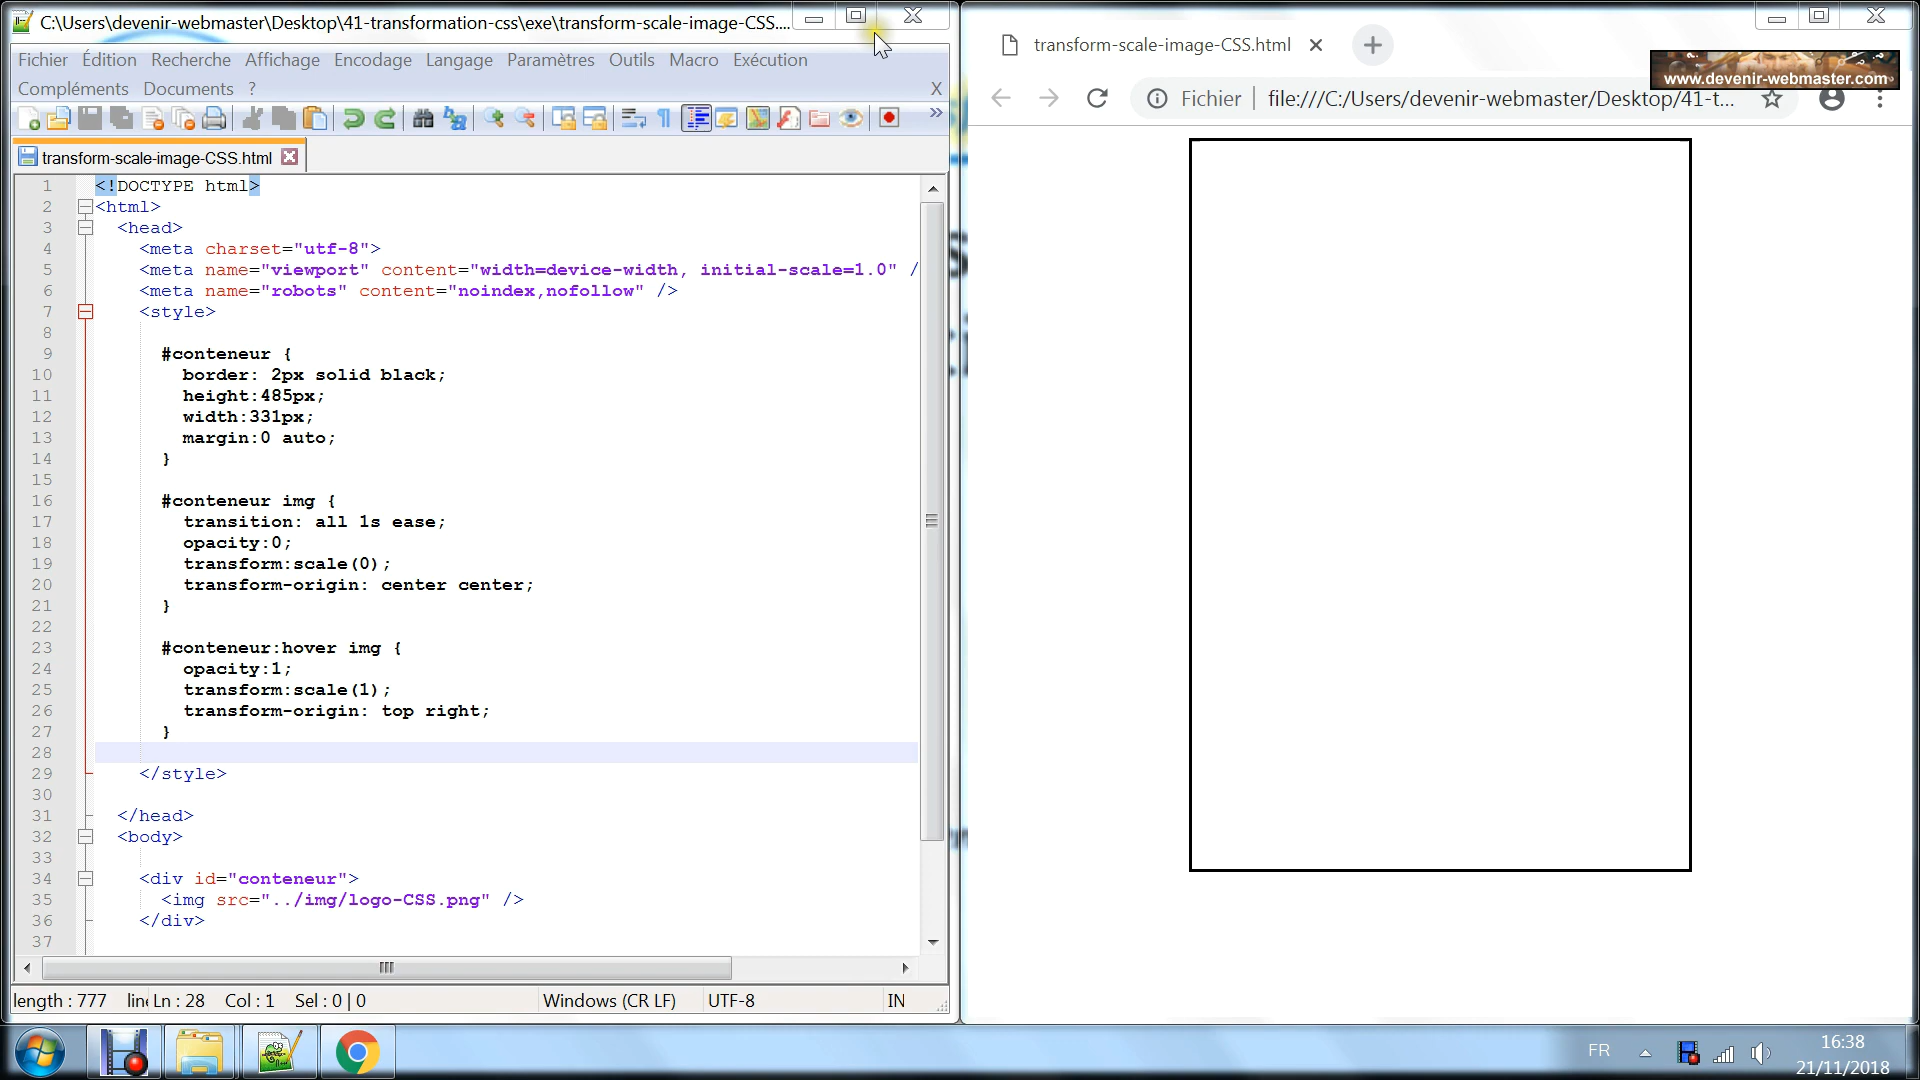 C:\Users\devenir-webmaster\Desktop\41-transformation-css\exe\transform-scale-image-CSS....
Fichier Édition Recherche Affichage Encodage Langage Paramètres Outils Macro Exécution
Compléments Documents ? X
transform-scale-image-CSS.html
1 <!DOCTYPE html>
2 <html>
3 <head>
4 <meta charset="utf-8">
5 <meta name="viewport" content="width=device-width, initial-scale=1.0" /
6 <meta name="robots" content="noindex,nofollow" />
7 <style>
8
9 #conteneur {
10 border: 2px solid black;
11 height:485px;
12 width:331px;
13 margin:0 auto;
14 }
15
16 #conteneur img {
17 transition: all 1s ease;
18 opacity:0;
19 transform:scale(0);
20 transform-origin: center center;
21 }
22
23 #conteneur:hover img {
24 opacity:1;
25 transform:scale(1);
26 transform-origin: top right;
27 }
28
29 </style>
30
31 </head>
32 <body>
33
34 <div id="conteneur">
35 <img src="../img/logo-CSS.png" />
36 </div>
37
length : 777 line Ln : 28 Col : 1 Sel : 0 | 0 Windows (CR LF) UTF-8 IN
transform-scale-image-CSS.html
www.devenir-webmaster.com
Fichier file:///C:/Users/devenir-webmaster/Desktop/41-t...
FR
16:38
21/11/2018